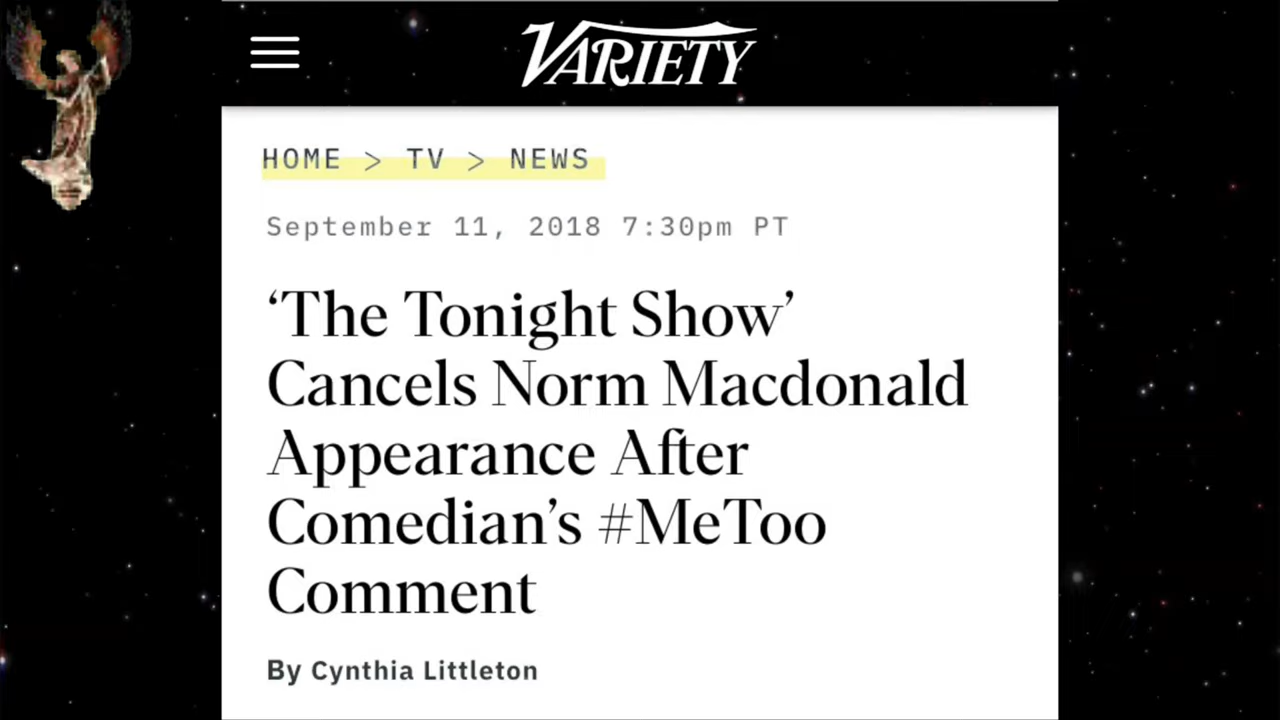 VARIETY
HOME > TV > NEWS
September 11, 2018 7:30pm PT
‘The Tonight Show’
Cancels Norm Macdonald
Appearance After
Comedian’s #MeToo
Comment
By Cynthia Littleton